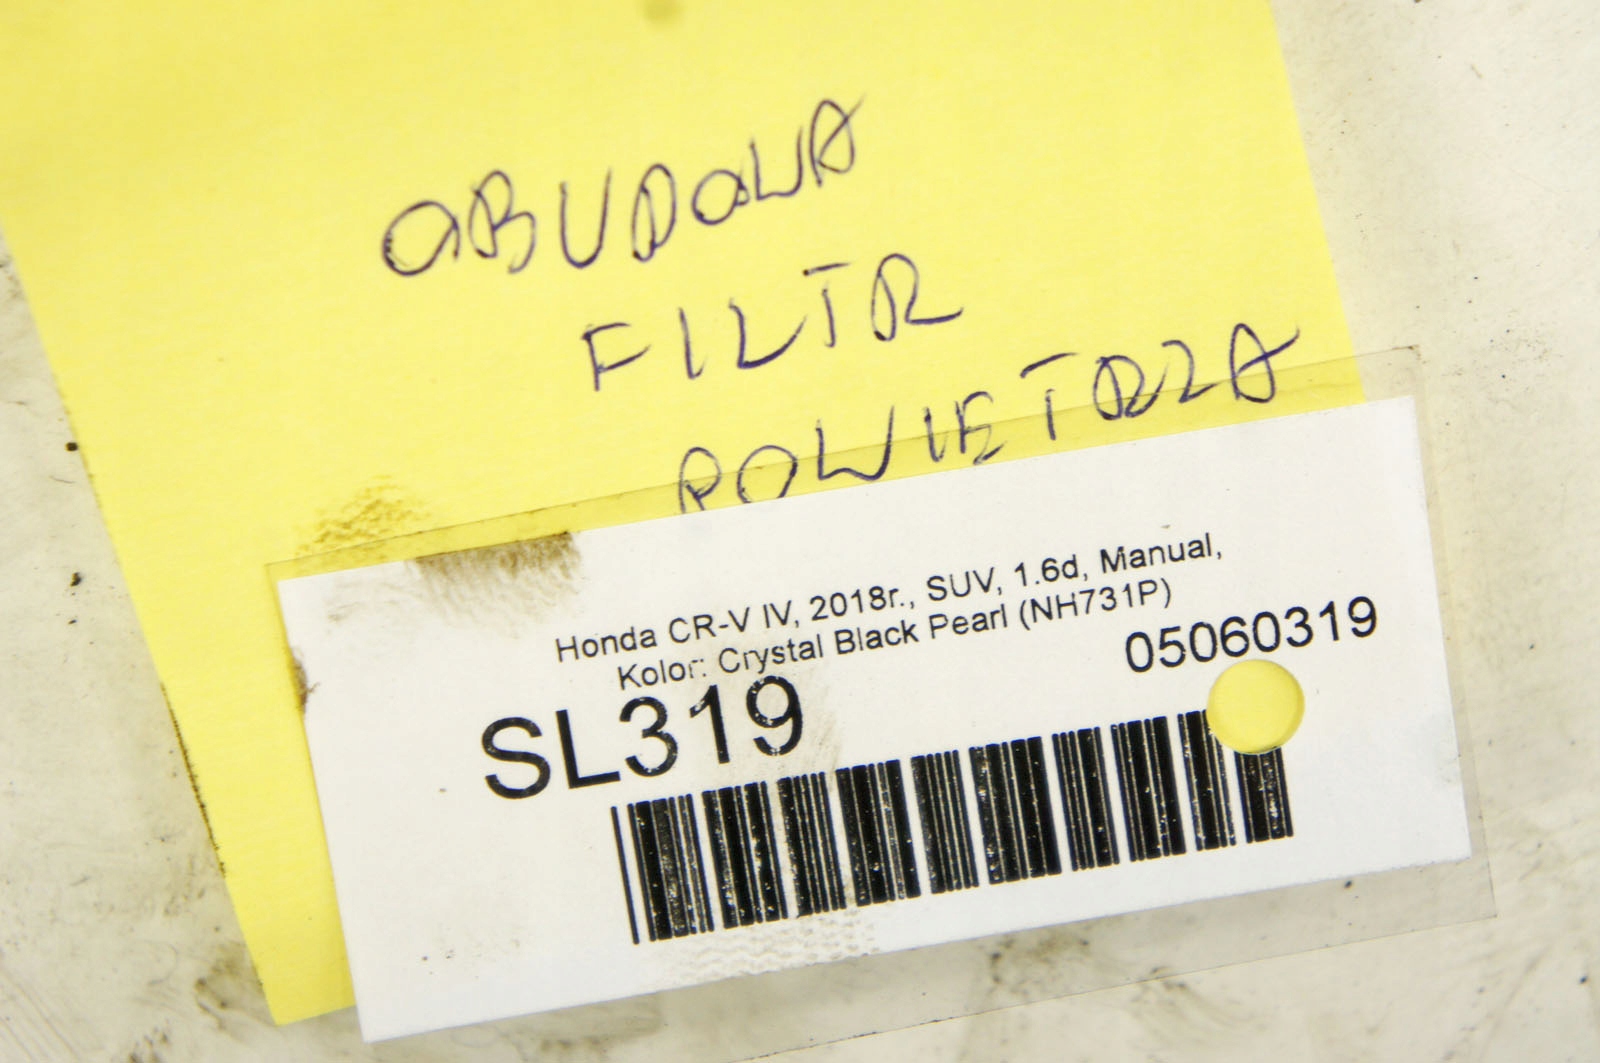 OBUDOWA
FILTR
POWIETRZA
Honda CR-V IV, 2018r., SUV, 1.6d, Manual,
Kolor: Crystal Black Pearl (NH731P)
05060319
SL319